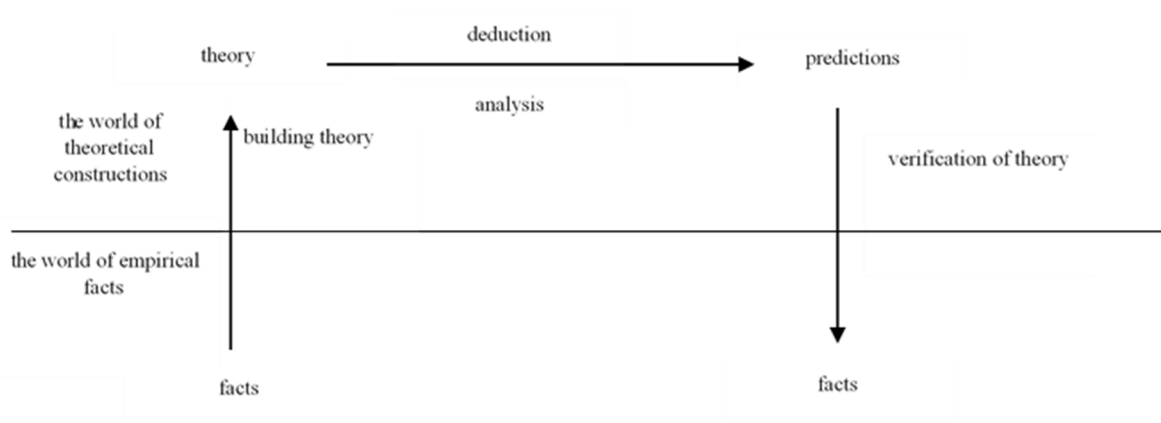 deduction
theory
predictions
analysis
the world of
theoretical
constructions
building theory
verification of theory
the world of empirical
facts
facts
facts